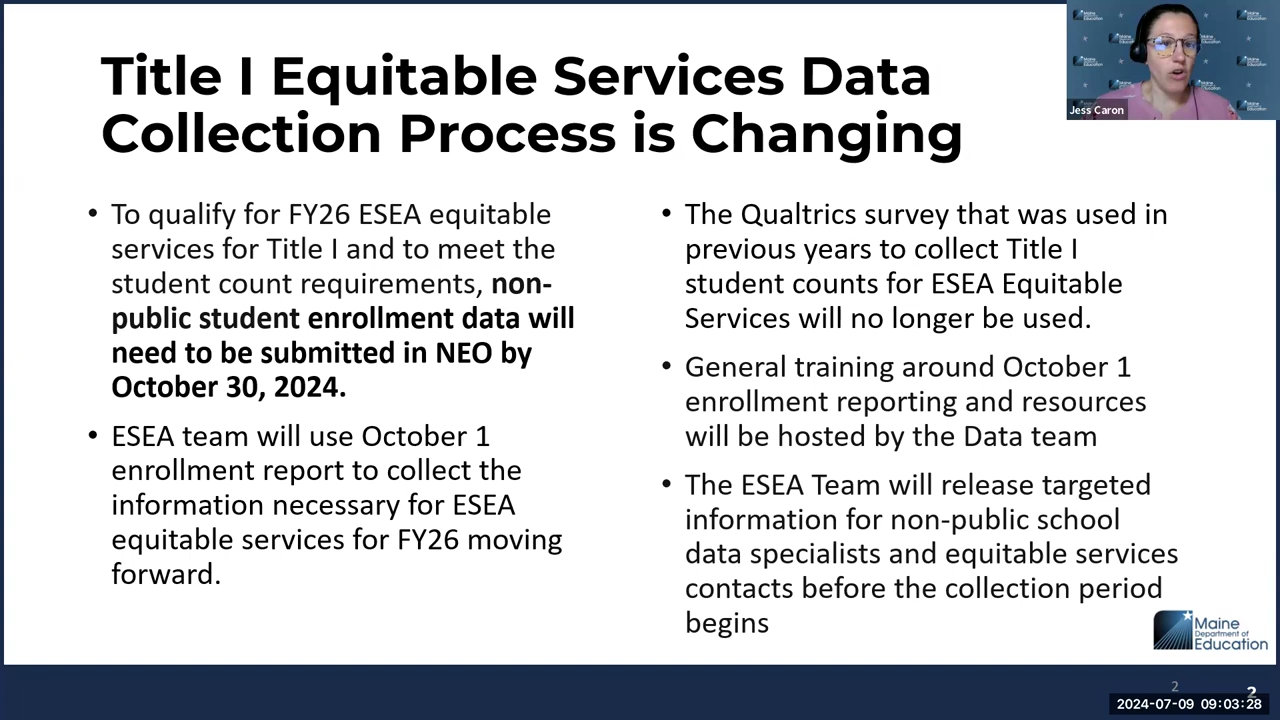 Title I Equitable Services Data
Collection Process is Changing
• To qualify for FY26 ESEA equitable
services for Title I and to meet the
student count requirements, non-
public student enrollment data will
need to be submitted in NEO by
October 30, 2024.
• ESEA team will use October 1
enrollment report to collect the
information necessary for ESEA
equitable services for FY26 moving
forward.
• The Qualtrics survey that was used in
previous years to collect Title I
student counts for ESEA Equitable
Services will no longer be used.
• General training around October 1
enrollment reporting and resources
will be hosted by the Data team
• The ESEA Team will release targeted
information for non-public school
data specialists and equitable services
contacts before the collection period
begins
Jess Caron
Maine
Department of
Education
2
2
2024-07-09 09:03:28